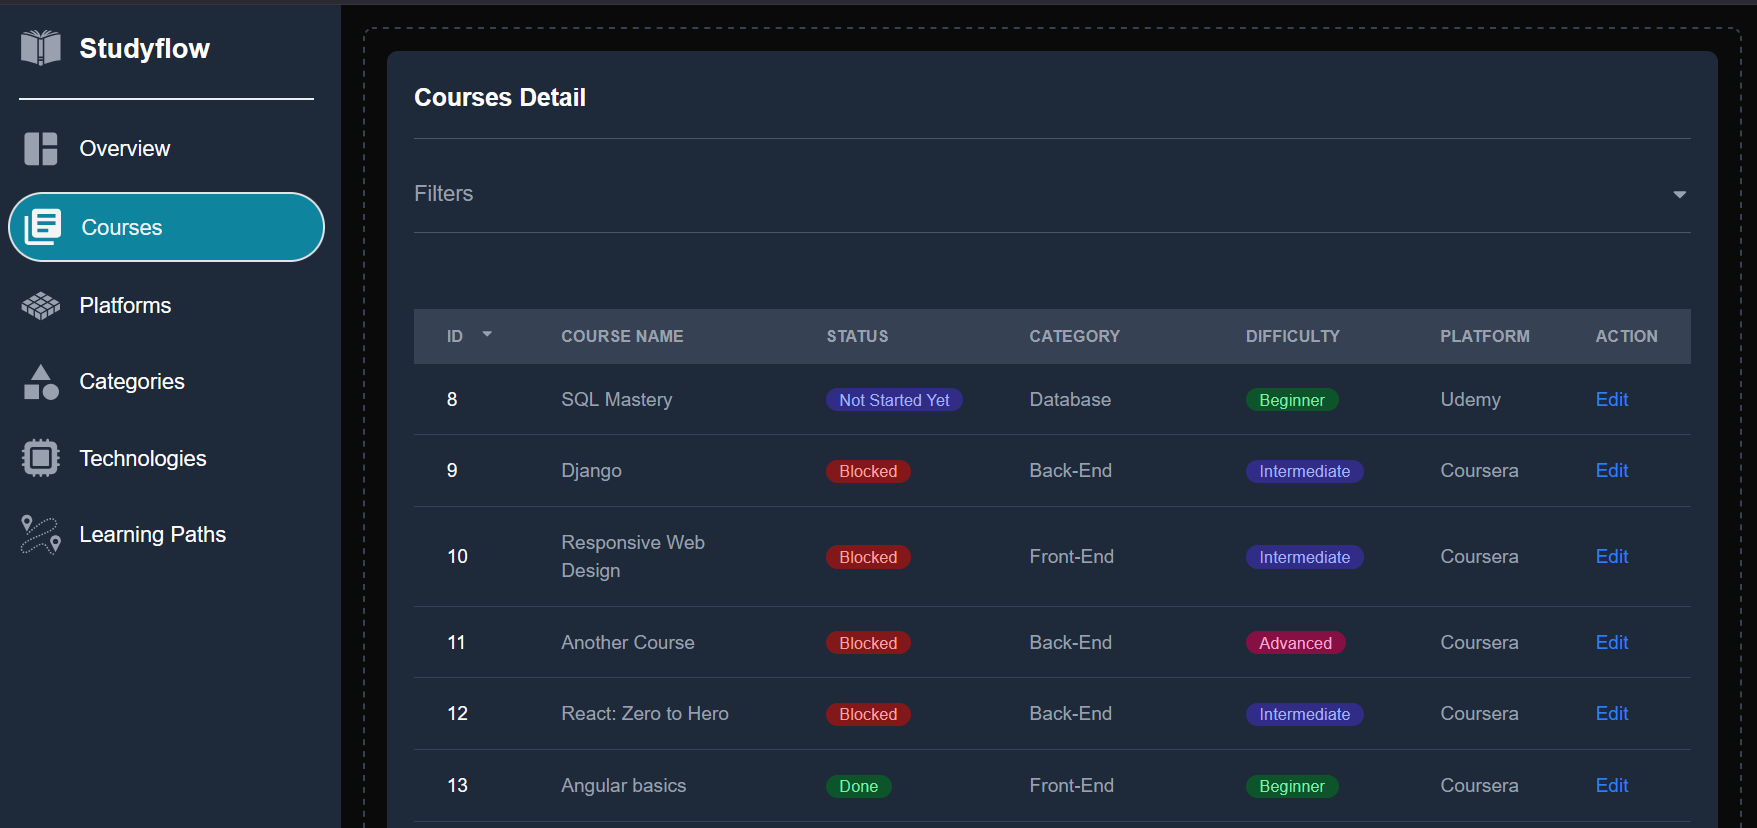 Studyflow
Overview
Courses
Platforms
Categories
Technologies
Learning Paths
Courses Detail
Filters
ID COURSE NAME STATUS CATEGORY DIFFICULTY PLATFORM ACTION
8 SQL Mastery Not Started Yet Database Beginner Udemy Edit
9 Django Blocked Back-End Intermediate Coursera Edit
10 Responsive Web Design Blocked Front-End Intermediate Coursera Edit
11 Another Course Blocked Back-End Advanced Coursera Edit
12 React: Zero to Hero Blocked Back-End Intermediate Coursera Edit
13 Angular basics Done Front-End Beginner Coursera Edit